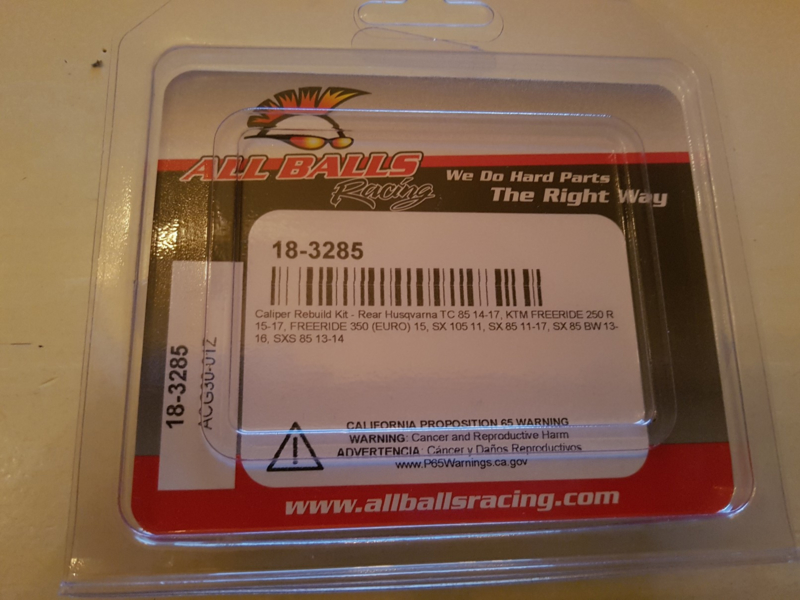 ALL BALLS
Racing
We Do Hard Parts
The Right Way
18-3285
Caliper Rebuild Kit - Rear Husqvarna TC 85 14-17, KTM FREERIDE 250 R
15-17, FREERIDE 350 (EURO) 15, SX 105 11, SX 85 11-17, SX 85 BW 13-
16, SXS 85 13-14
18-3285
ACG30-01Z
CALIFORNIA PROPOSITION 65 WARNING
WARNING: Cancer and Reproductive Harm
ADVERTENCIA: Cáncer y Daños Reproductivos
www.P65Warnings.ca.gov
www.allballsracing.com